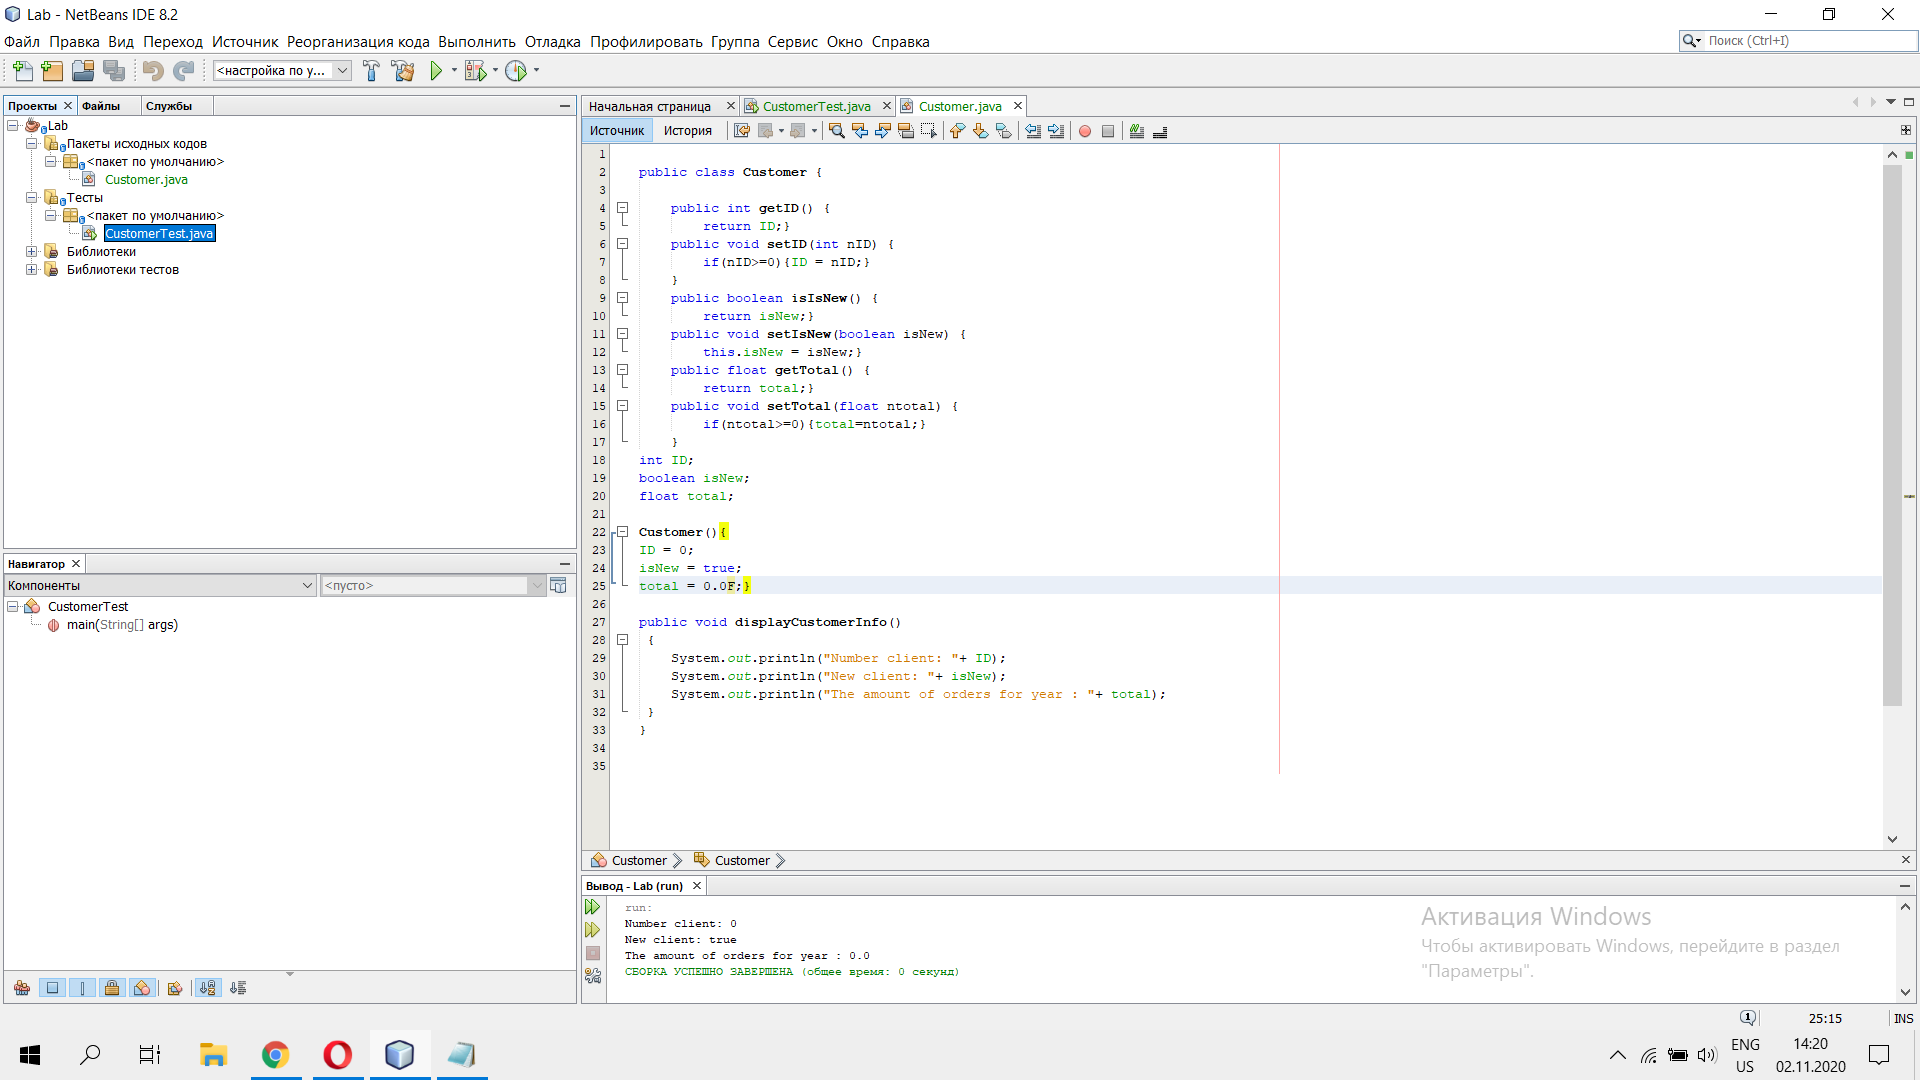 Lab - NetBeans IDE 8.2
Файл Правка Вид Переход Источник Реорганизация кода Выполнить Отладка Профилировать Группа Сервис Окно Справка
Поиск (Ctrl+I)
<настройка по у...
Проекты Файлы Службы
Начальная страница CustomerTest.java Customer.java
Источник История
Lab
Пакеты исходных кодов
<пакет по умолчанию>
Customer.java
Тесты
<пакет по умолчанию>
CustomerTest.java
Библиотеки
Библиотеки тестов
Навигатор
Компоненты <пусто>
CustomerTest
main(String[] args)
1
2 public class Customer {
3
4 public int getID() {
5 return ID;}
6 public void setID(int nID) {
7 if(nID>=0){ID = nID;}
8 }
9 public boolean isIsNew() {
10 return isNew;}
11 public void setIsNew(boolean isNew) {
12 this.isNew = isNew;}
13 public float getTotal() {
14 return total;}
15 public void setTotal(float ntotal) {
16 if(ntotal>=0){total=ntotal;}
17 }
18 int ID;
19 boolean isNew;
20 float total;
21
22 Customer(){
23 ID = 0;
24 isNew = true;
25 total = 0.0F;}
26
27 public void displayCustomerInfo()
28 {
29 System.out.println("Number client: "+ ID);
30 System.out.println("New client: "+ isNew);
31 System.out.println("The amount of orders for year : "+ total);
32 }
33 }
34
35
Customer Customer
Вывод - Lab (run)
run:
Number client: 0
New client: true
The amount of orders for year : 0.0
СБОРКА УСПЕШНО ЗАВЕРШЕНА (общее время: 0 секунд)
Активация Windows
Чтобы активировать Windows, перейдите в раздел
"Параметры".
1 25:15 INS
ENG
US
14:20
02.11.2020